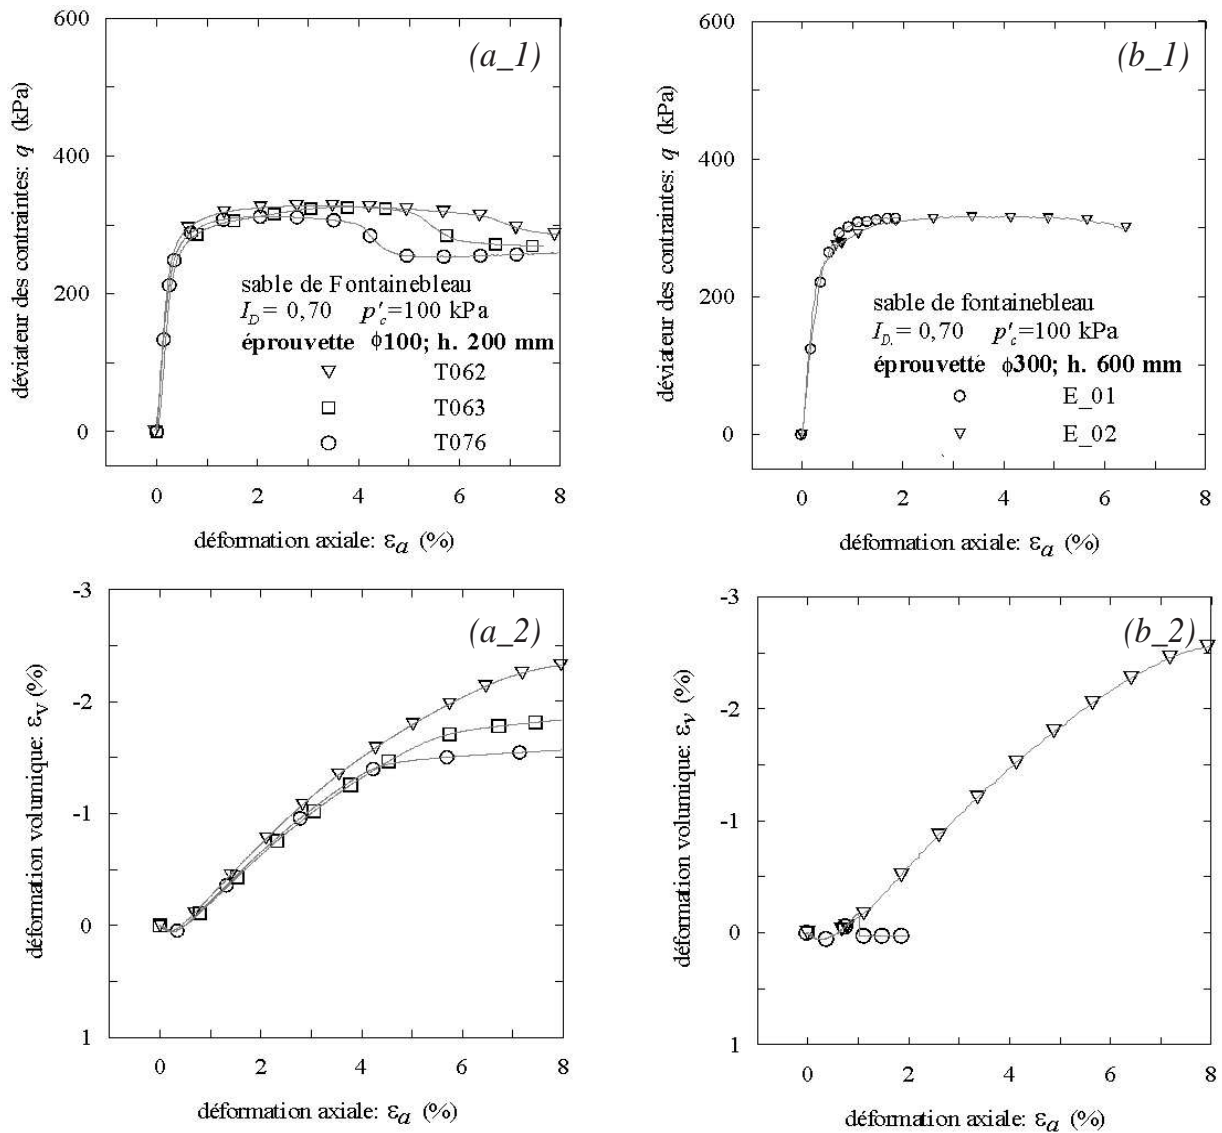 600
400
200
0
déviateur des contraintes: q (kPa)
(a_1)
sable de Fontainebleau
I_D = 0,70 p'_c=100 kPa
éprouvette ϕ100; h. 200 mm
T062
T063
T076
0 2 4 6 8
déformation axiale: ε_a (%)
600
400
200
0
déviateur des contraintes: q (kPa)
(b_1)
sable de fontainebleau
I_D. = 0,70 p'_c=100 kPa
éprouvette ϕ300; h. 600 mm
E_01
E_02
0 2 4 6 8
déformation axiale: ε_a (%)
-3
-2
-1
0
1
déformation volumique: ε_v (%)
(a_2)
0 2 4 6 8
déformation axiale: ε_a (%)
-3
-2
-1
0
1
déformation volumique: ε_v (%)
(b_2)
0 2 4 6 8
déformation axiale: ε_a (%)